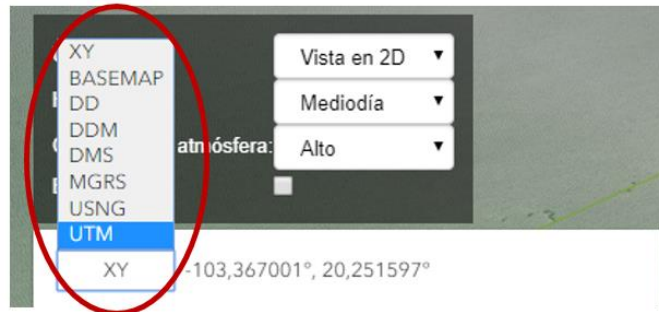 XY
BASEMAP
DD
DDM
DMS
MGRS
USNG
UTM
Vista en 2D
Mediodía
atmósfera:
Alto
XY
-103,367001°, 20,251597°